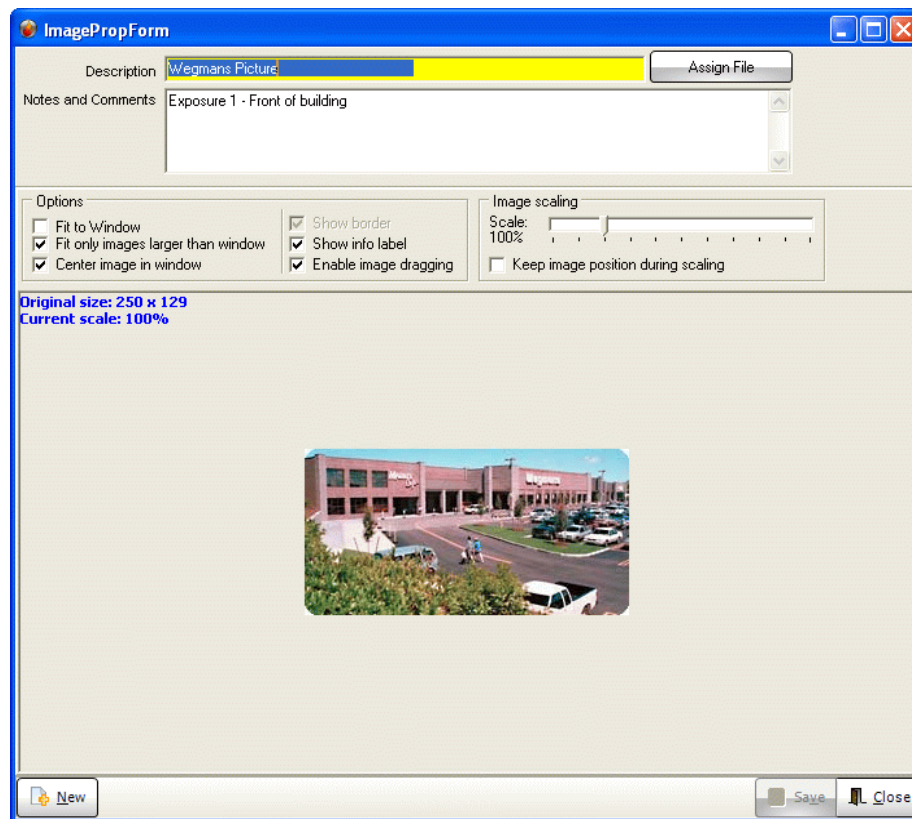 ImagePropForm
Description Wegmans Picture Assign File
Notes and Comments Exposure 1 - Front of building
Options
Fit to Window
Fit only images larger than window
Center image in window
Show border
Show info label
Enable image dragging
Image scaling
Scale:
100%
Keep image position during scaling
Original size: 250 x 129
Current scale: 100%
Wegmans
New Save Close